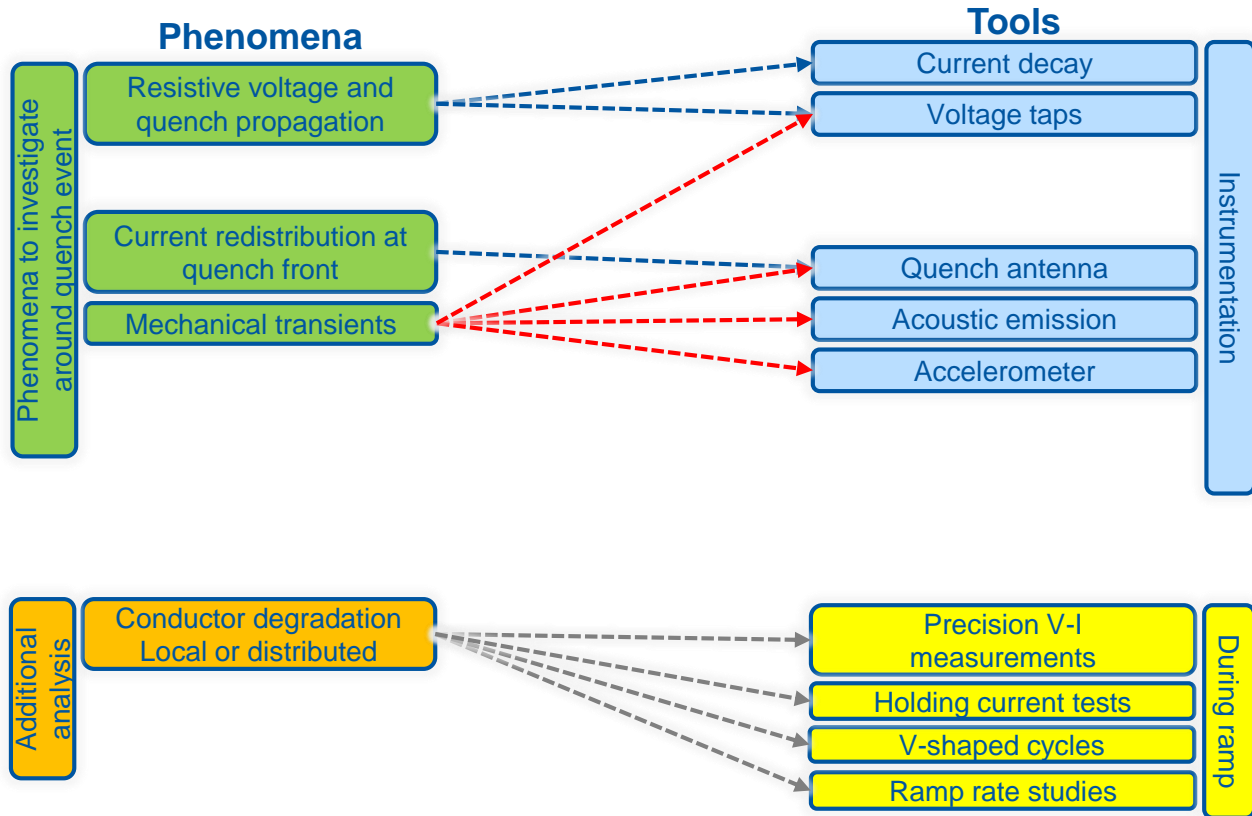 Phenomena
Tools
Phenomena to investigate
around quench event
Resistive voltage and
quench propagation
Current redistribution at
quench front
Mechanical transients
Current decay
Voltage taps
Quench antenna
Acoustic emission
Accelerometer
Instrumentation
Additional
analysis
Conductor degradation
Local or distributed
Precision V-I
measurements
Holding current tests
V-shaped cycles
Ramp rate studies
During ramp